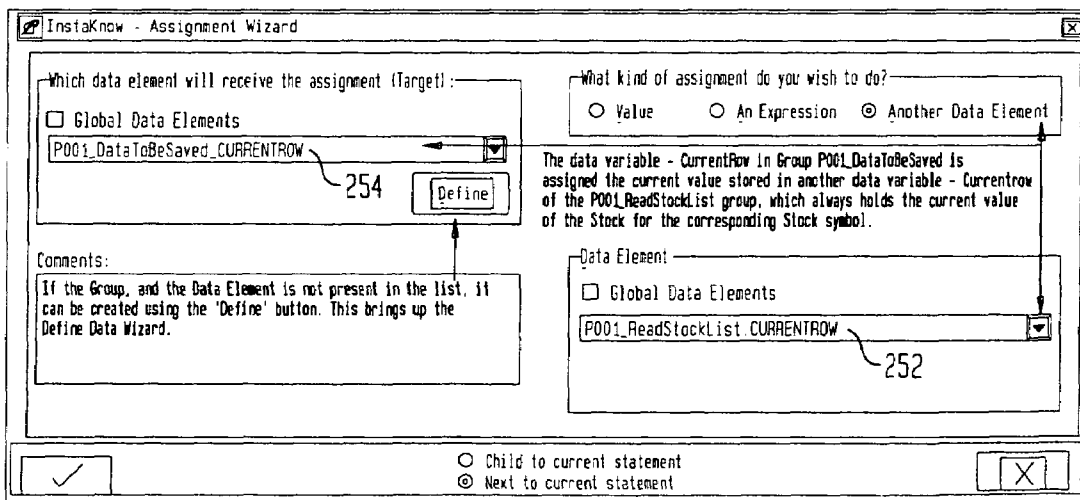 InstaKnow - Assignment Wizard
Which data element will receive the assignment (Target) :
Global Data Elements
P001_DataToBeSaved_CURRENTROW
254
Define
What kind of assignment do you wish to do?
Value
An Expression
Another Data Element
The data variable - CurrentRow in Group P001_DataToBeSaved is
assigned the current value stored in another data variable - Currentrow
of the P001_ReadStockList group, which always holds the current value
of the Stock for the corresponding Stock symbol.
Comments:
If the Group, and the Data Element is not present in the list, it
can be created using the 'Define' button. This brings up the
Define Data Wizard.
Data Element
Global Data Elements
P001_ReadStockList.CURRENTROW
252
Child to current statement
Next to current statement